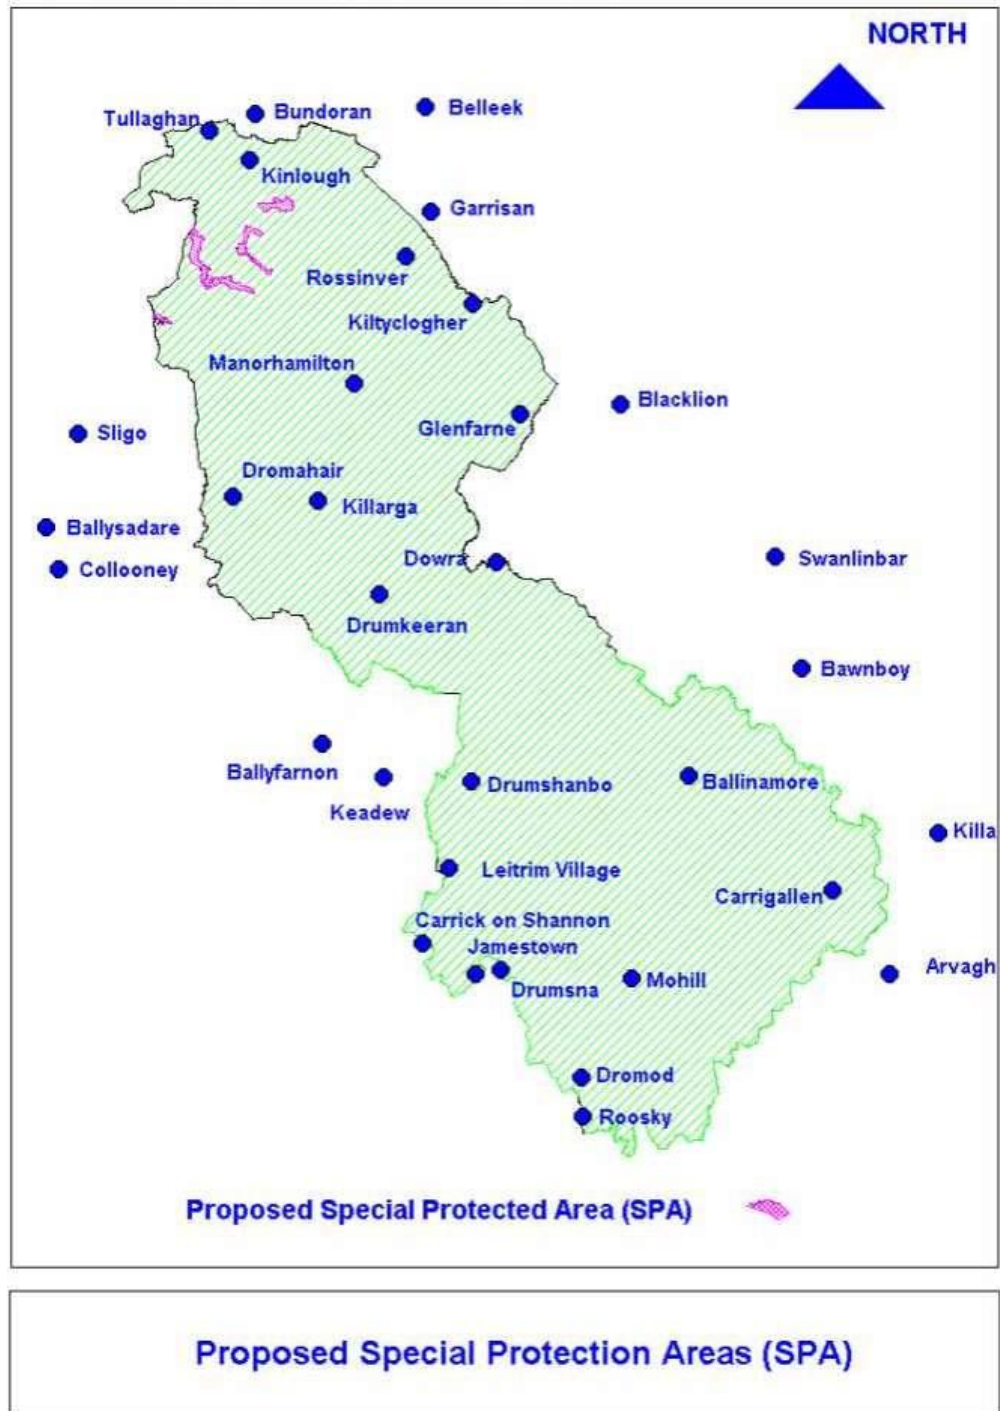 NORTH
Belleek
Bundoran
Tullaghan
Kinlough
Garrisan
Rossinver
Kiltyclogher
Manorhamilton
Blacklion
Glenfarne
Sligo
Dromahair
Killarga
Ballysadare
Dowra
Swanlinbar
Collooney
Drumkeeran
Bawnboy
Ballyfarnon
Drumshanbo
Ballinamore
Keadew
Killa
Leitrim Village
Carrigallen
Carrick on Shannon
Jamestown
Arvagh
Mohill
Drumsna
Dromod
Roosky
Proposed Special Protected Area (SPA)
Proposed Special Protection Areas (SPA)